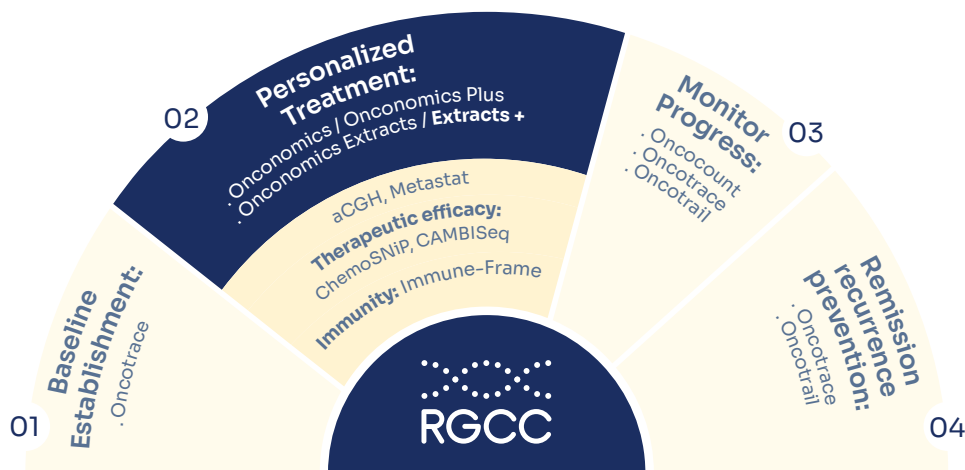 01
Baseline
Establishment:
. Oncotrace
02
Personalized
Treatment:
. Onconomics / Onconomics Plus
. Onconomics Extracts / Extracts +
aCGH, Metastat
Therapeutic efficacy:
ChemoSNiP, CAMBISeq
Immunity: Immune-Frame
03
Monitor
Progress:
. Oncocount
. Oncotrace
. Oncotrail
04
Remission
recurrence
prevention:
. Oncotrace
. Oncotrail
RGCC